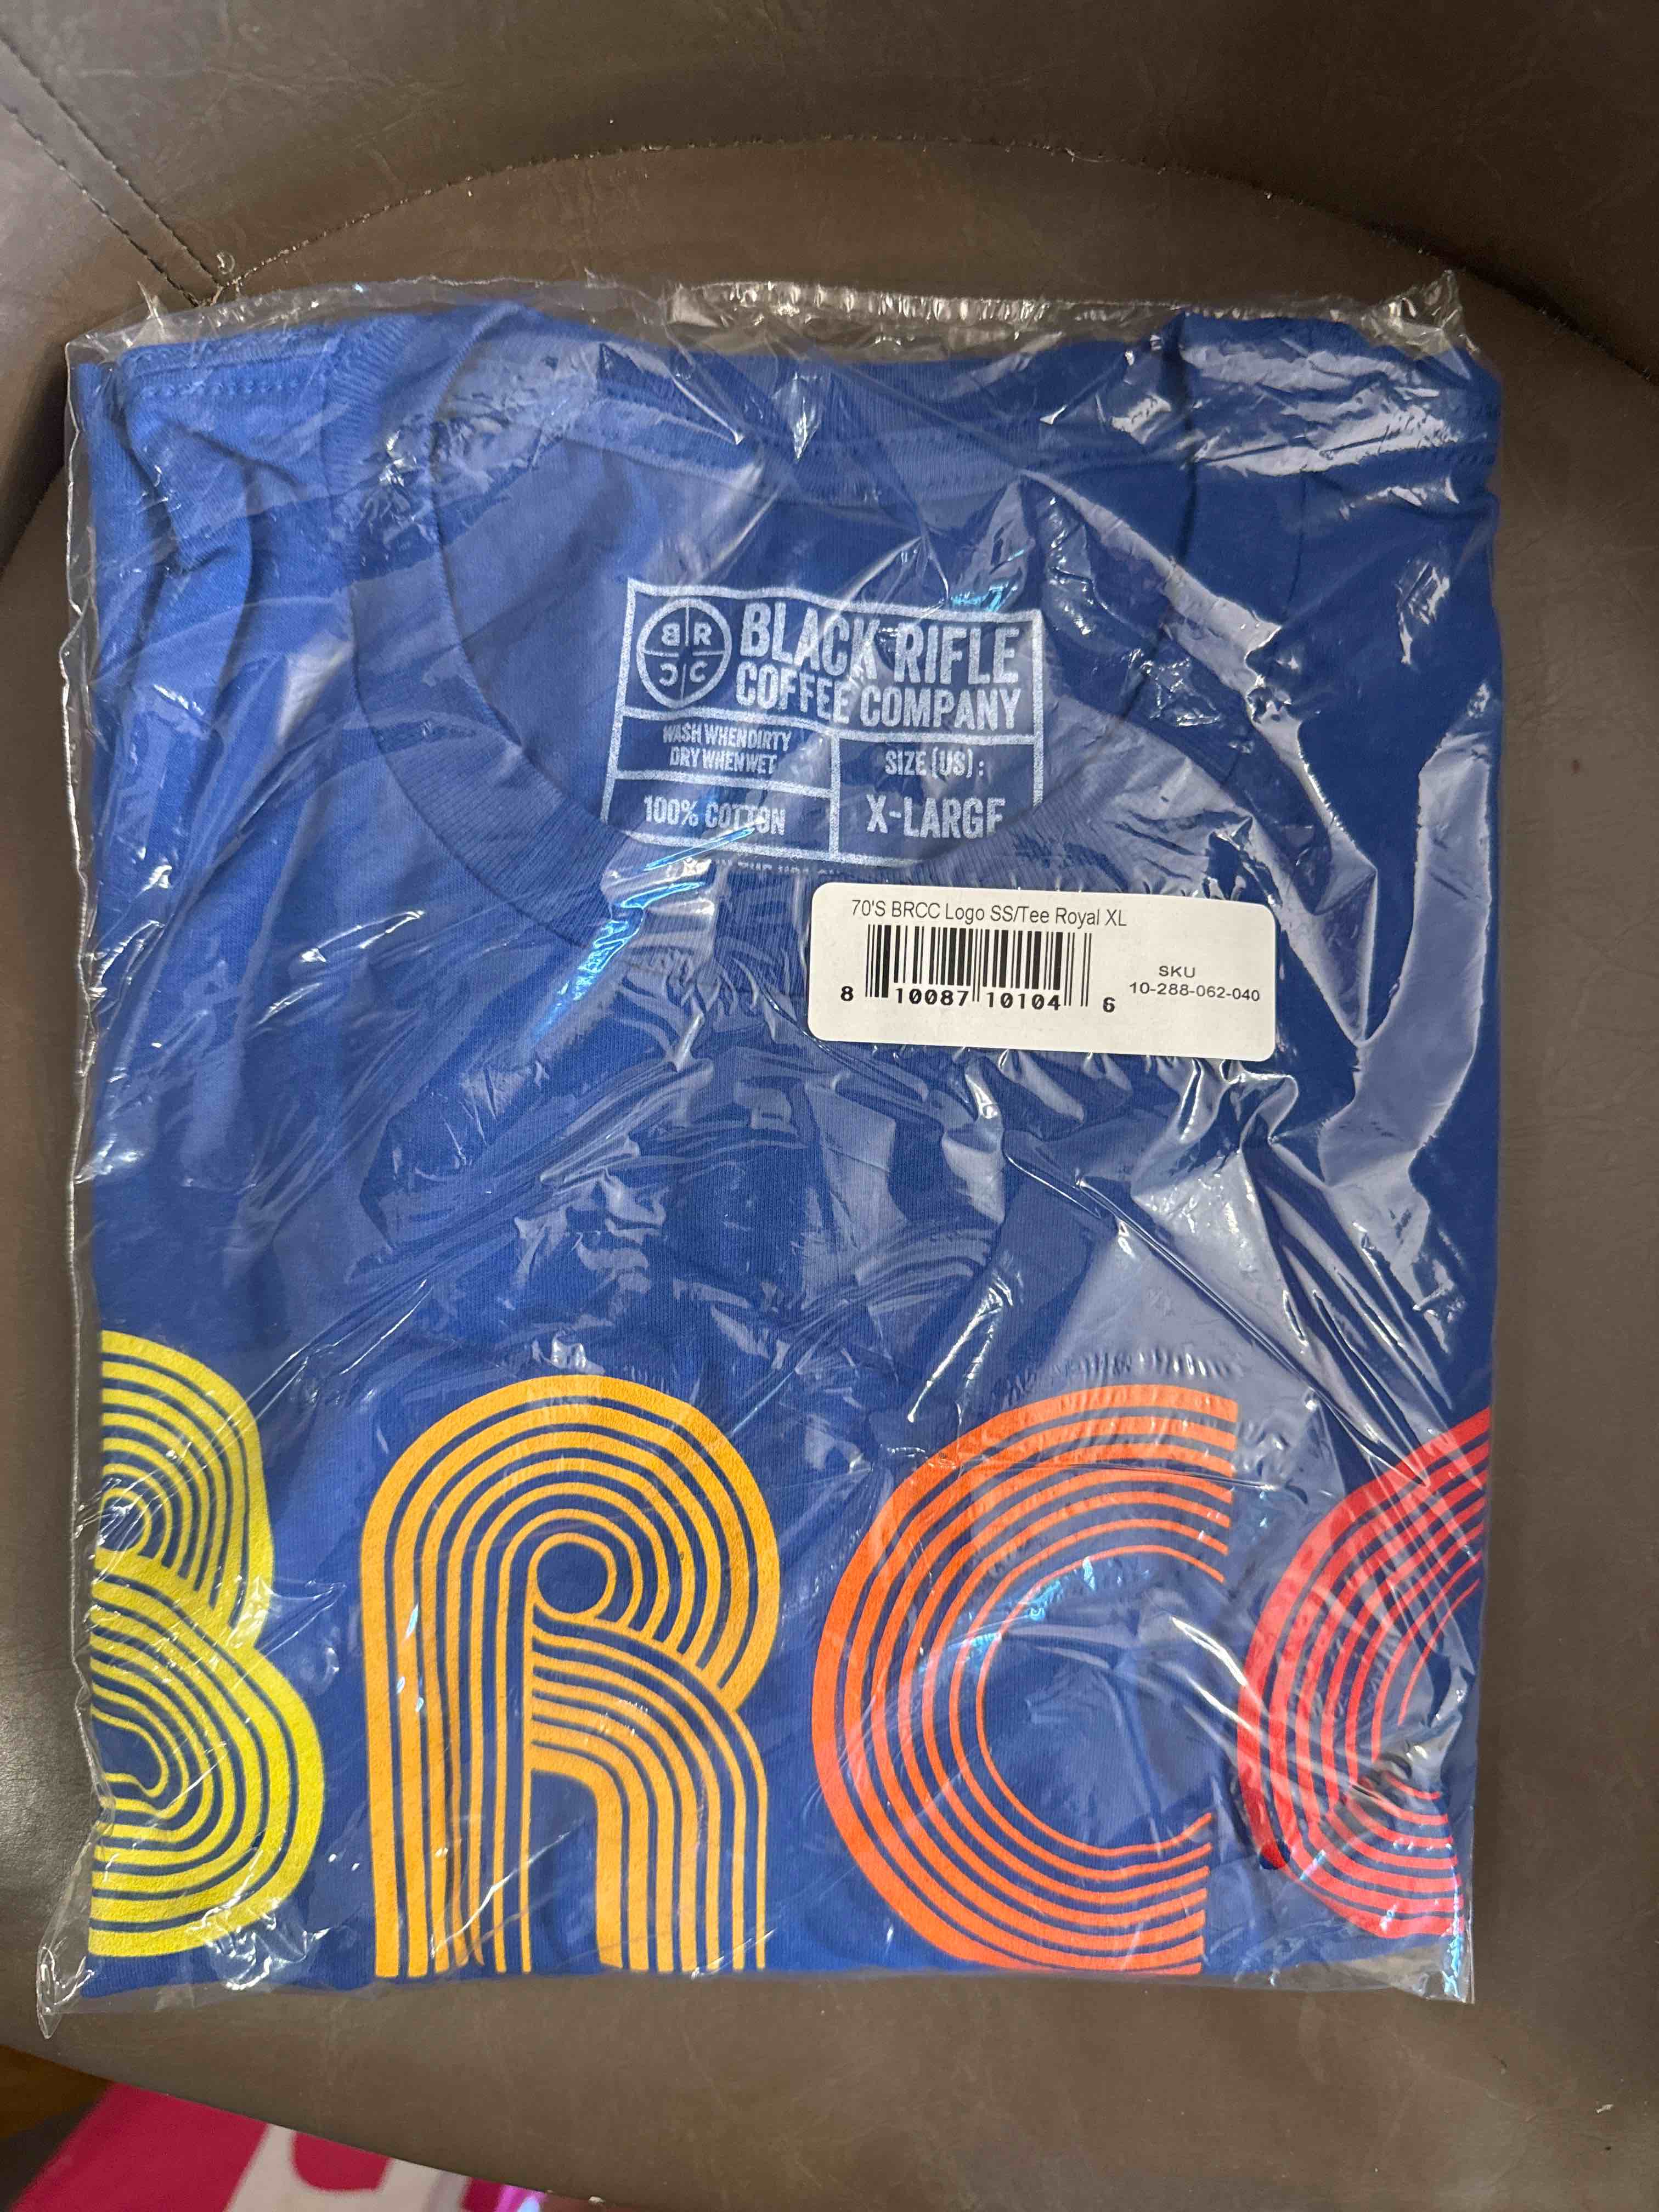 B R
C C
BLACK RIFLE
COFFEE COMPANY
WASH WHEN DIRTY
DRY WHEN WET
SIZE (US):
100% COTTON
X-LARGE
70'S BRCC Logo SS/Tee Royal XL
SKU
10-288-062-040
8 10087 10104 6
BRCC